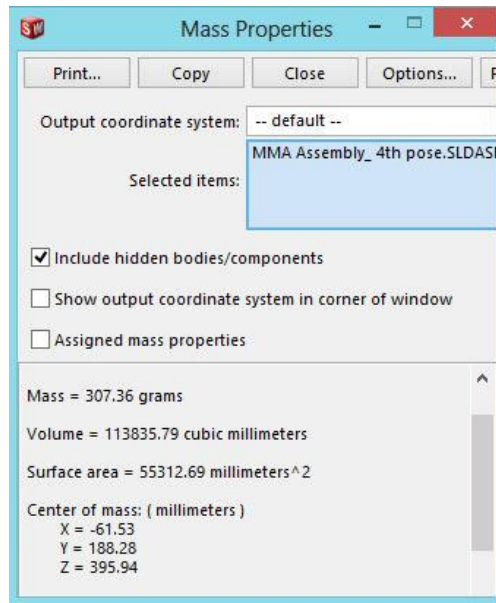 SW Mass Properties
Print... Copy Close Options...
Output coordinate system: -- default --
MMA Assembly_ 4th pose.SLDAS
Selected items:
Include hidden bodies/components
Show output coordinate system in corner of window
Assigned mass properties
Mass = 307.36 grams
Volume = 113835.79 cubic millimeters
Surface area = 55312.69 millimeters^2
Center of mass: ( millimeters )
X = -61.53
Y = 188.28
Z = 395.94